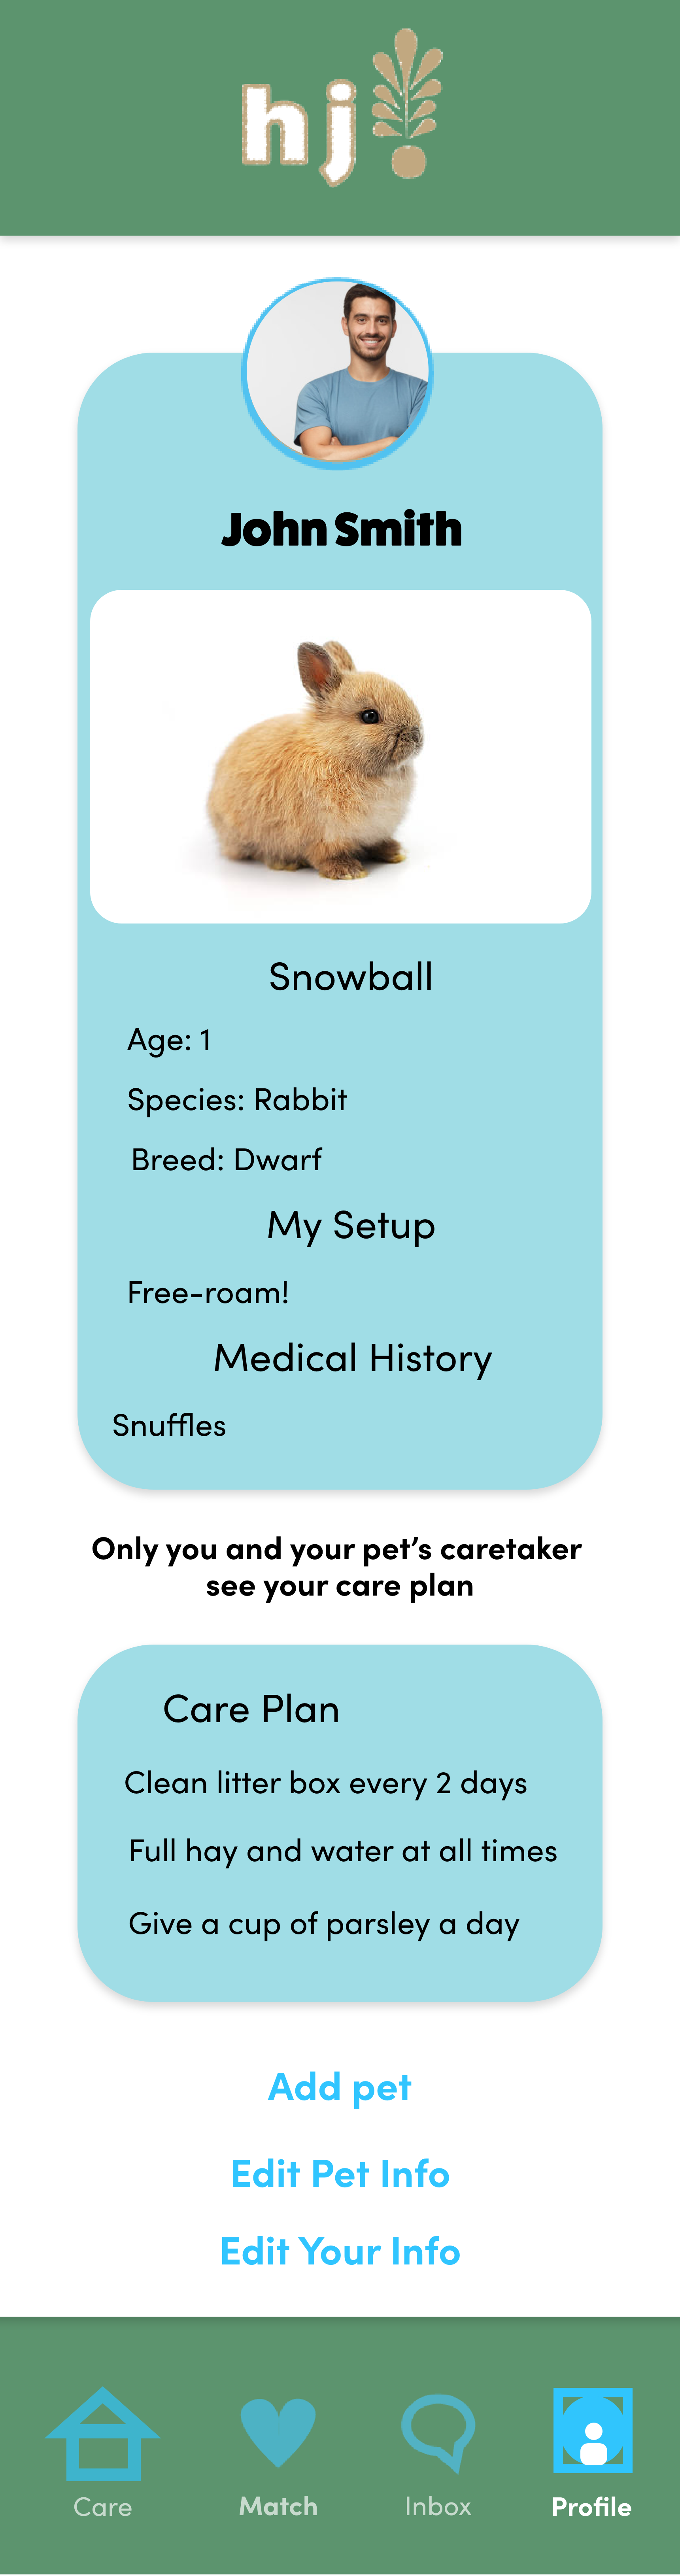 hj
John Smith
Snowball
Age: 1
Species: Rabbit
Breed: Dwarf
My Setup
Free-roam!
Medical History
Snuffles
Only you and your pet’s caretaker
see your care plan
Care Plan
Clean litter box every 2 days
Full hay and water at all times
Give a cup of parsley a day
Add pet
Edit Pet Info
Edit Your Info
Care Match Inbox Profile